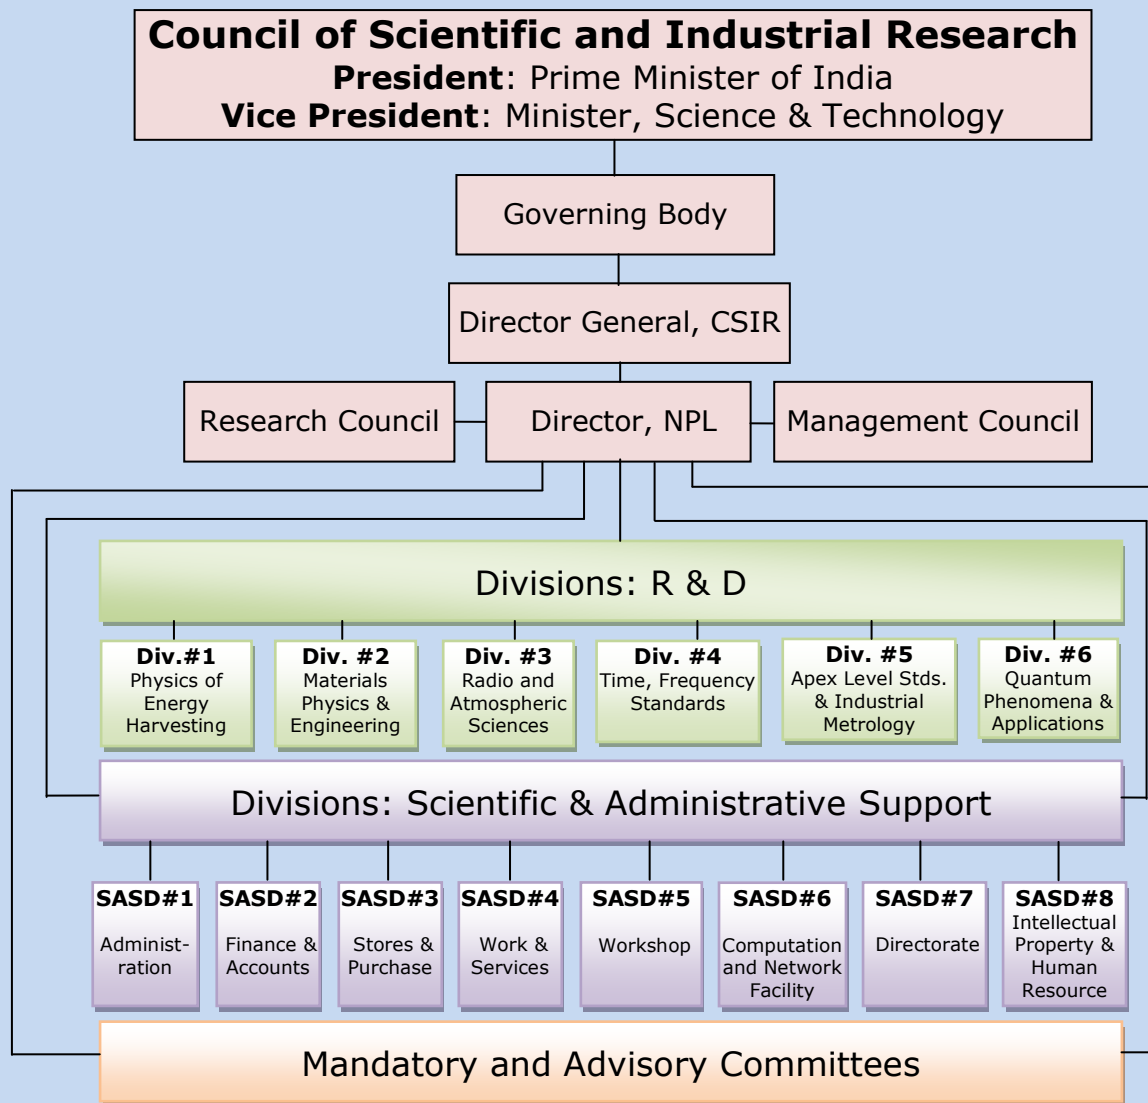 Council of Scientific and Industrial Research
President: Prime Minister of India
Vice President: Minister, Science & Technology
Governing Body
Director General, CSIR
Research Council
Director, NPL
Management Council
Divisions: R & D
Div.#1
Physics of
Energy
Harvesting
Div. #2
Materials
Physics &
Engineering
Div. #3
Radio and
Atmospheric
Sciences
Div. #4
Time, Frequency
Standards
Div. #5
Apex Level Stds.
& Industrial
Metrology
Div. #6
Quantum
Phenomena &
Applications
Divisions: Scientific & Administrative Support
SASD#1
Administ-
ration
SASD#2
Finance &
Accounts
SASD#3
Stores &
Purchase
SASD#4
Work &
Services
SASD#5
Workshop
SASD#6
Computation
and Network
Facility
SASD#7
Directorate
SASD#8
Intellectual
Property &
Human
Resource
Mandatory and Advisory Committees